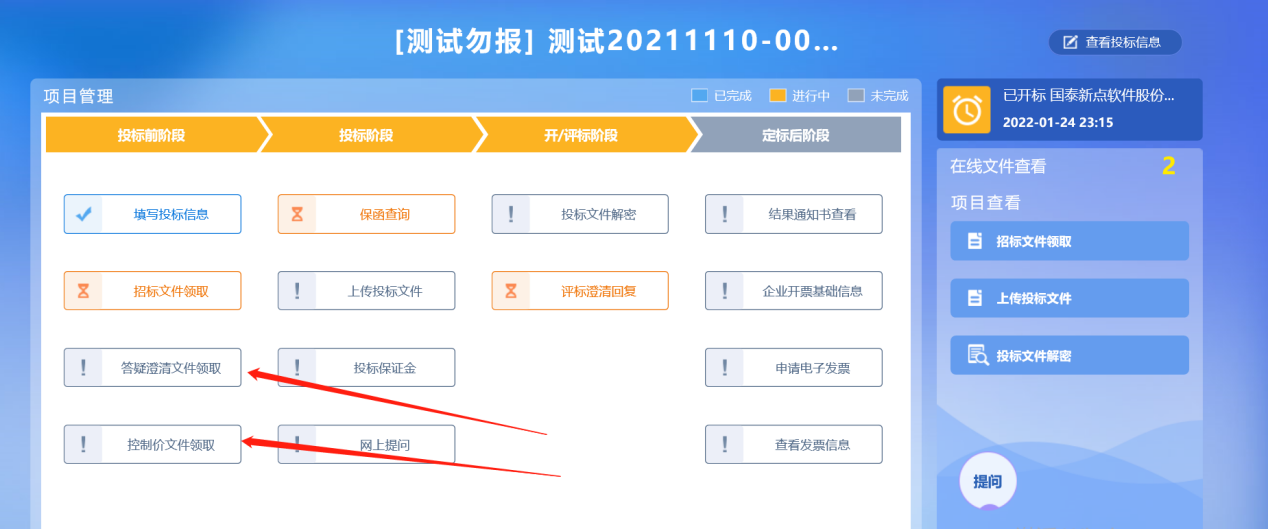 [测试勿报] 测试20211110-00...
查看投标信息
项目管理
已完成
进行中
未完成
投标前阶段
投标阶段
开/评标阶段
定标后阶段
填写投标信息
保函查询
投标文件解密
结果通知书查看
招标文件领取
上传投标文件
评标澄清回复
企业开票基础信息
答疑澄清文件领取
投标保证金
申请电子发票
控制价文件领取
网上提问
查看发票信息
已开标 国泰新点软件股份...
2022-01-24 23:15
在线文件查看
2
项目查看
招标文件领取
上传投标文件
投标文件解密
提问